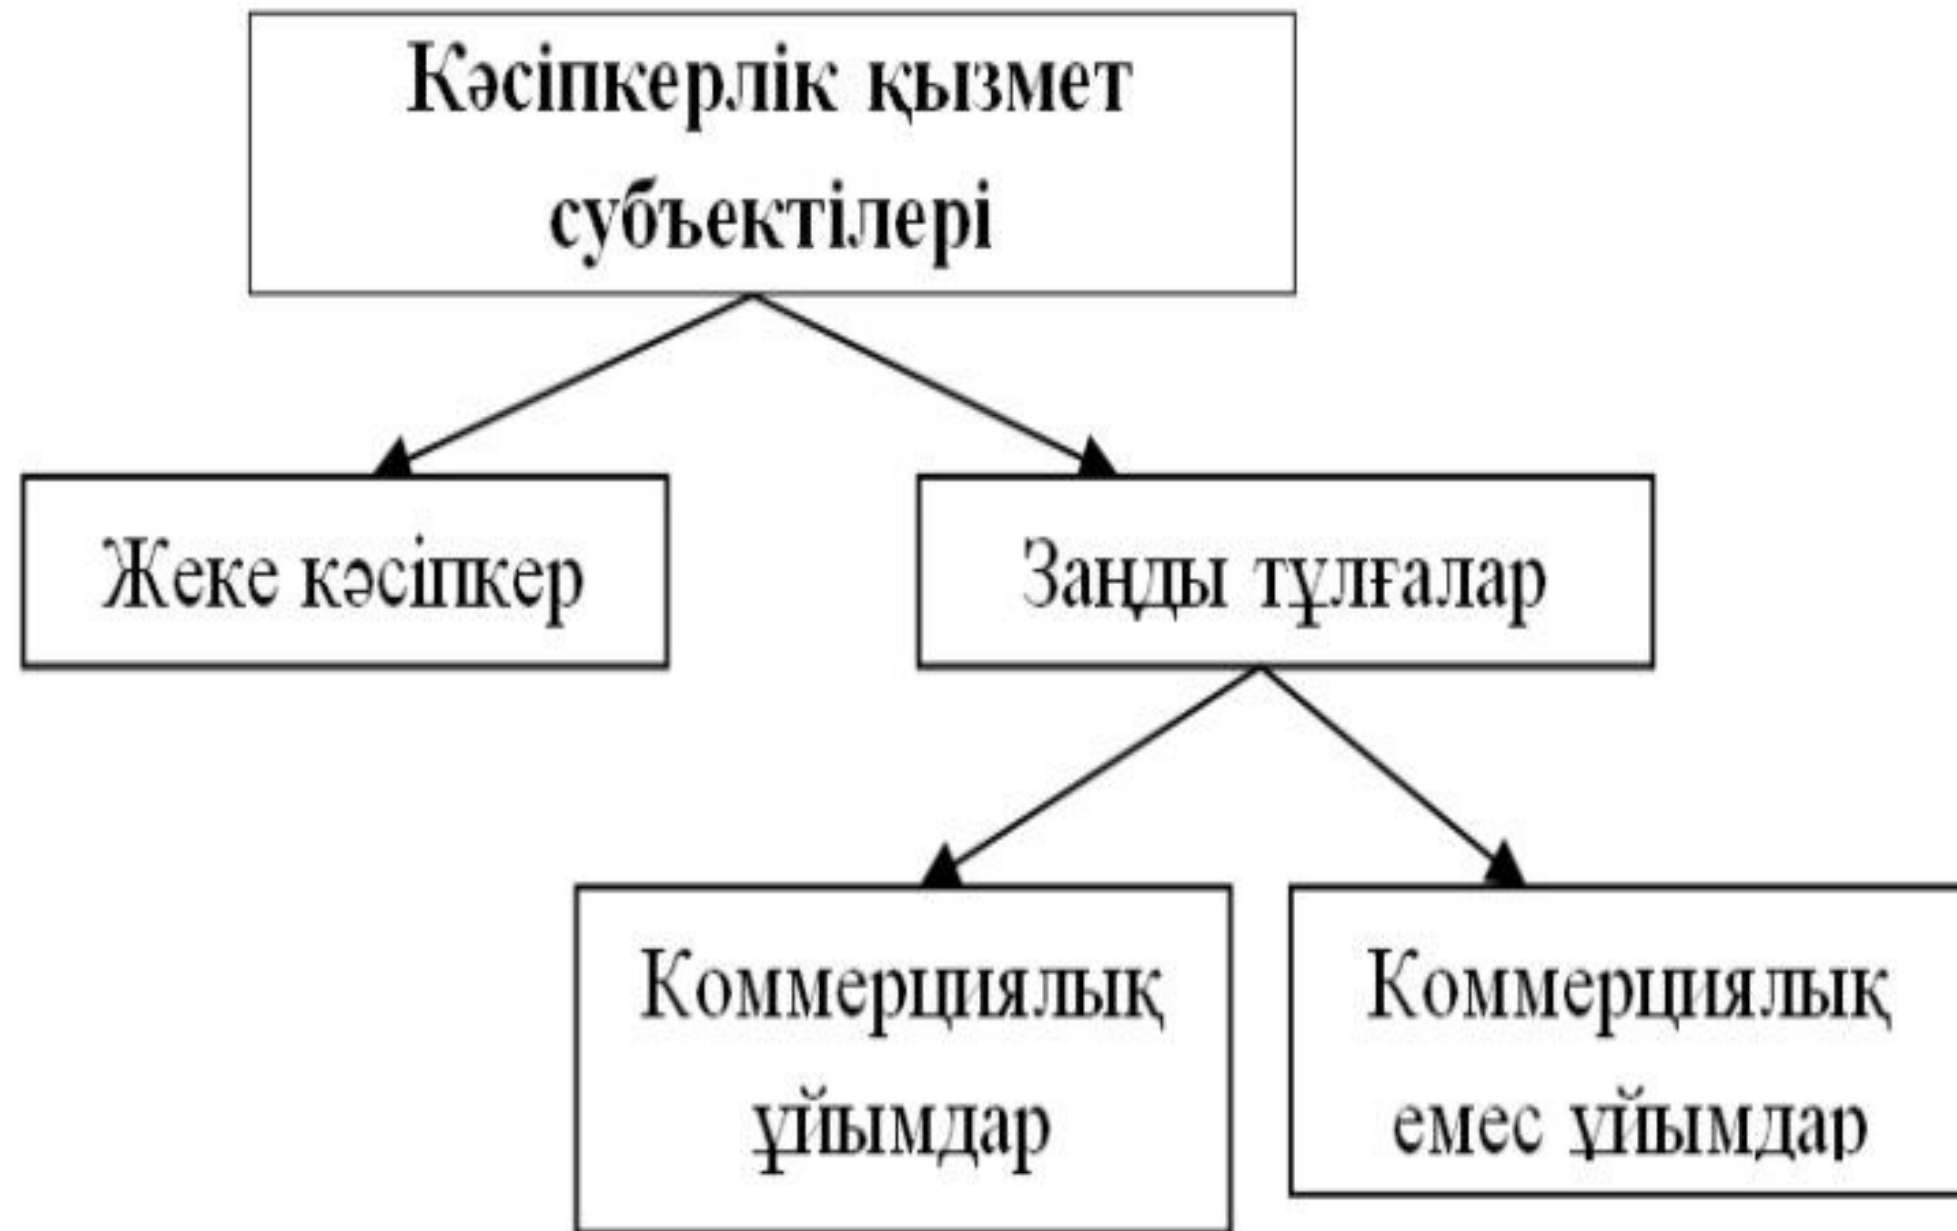 Кәсіпкерлік қызмет
субъектілері
Жеке кәсіпкер
Заңды тұлғалар
Коммерциялық
ұйымдар
Коммерциялық
емес ұйымдар